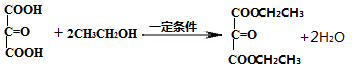 COOH COOCH₂CH₃
C=O + 2CH₃CH₂OH 一定条件 C=O +2H₂O
COOH COOCH₂CH₃